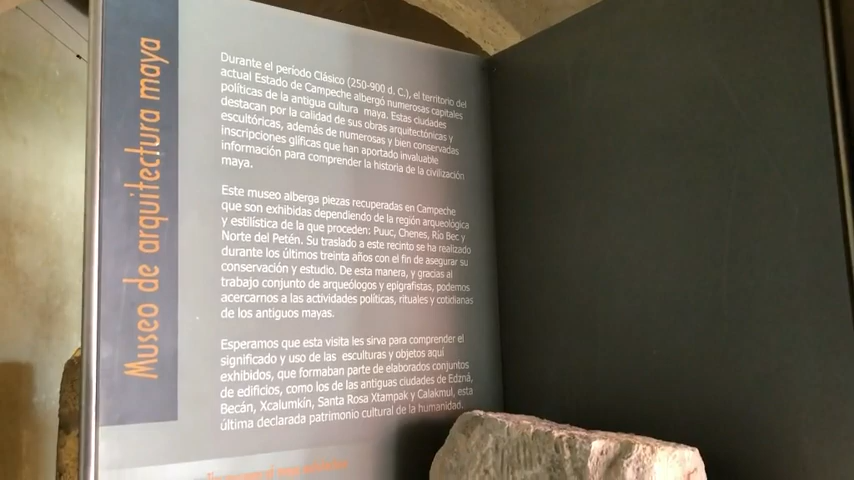 Museo de arquitectura maya
Durante el período Clásico (250-900 d. C.), el territorio del
actual Estado de Campeche albergó numerosas capitales
políticas de la antigua cultura maya. Estas ciudades
destacan por la calidad de sus obras arquitectónicas y
escultóricas, además de numerosas y bien conservadas
inscripciones glíficas que han aportado invaluable
información para comprender la historia de la civilización
maya.
Este museo alberga piezas recuperadas en Campeche
que son exhibidas dependiendo de la región arqueológica
y estilística de la que proceden: Puuc, Chenes, Río Bec y
Norte del Petén. Su traslado a este recinto se ha realizado
durante los últimos treinta años con el fin de asegurar su
conservación y estudio. De esta manera, y gracias al
trabajo conjunto de arqueólogos y epigrafistas, podemos
acercarnos a las actividades políticas, rituales y cotidianas
de los antiguos mayas.
Esperamos que esta visita les sirva para comprender el
significado y uso de las esculturas y objetos aquí
exhibidos, que formaban parte de elaborados conjuntos
de edificios, como los de las antiguas ciudades de Edzná,
Becán, Xcalumkín, Santa Rosa Xtampak y Calakmul, esta
última declarada patrimonio cultural de la humanidad.